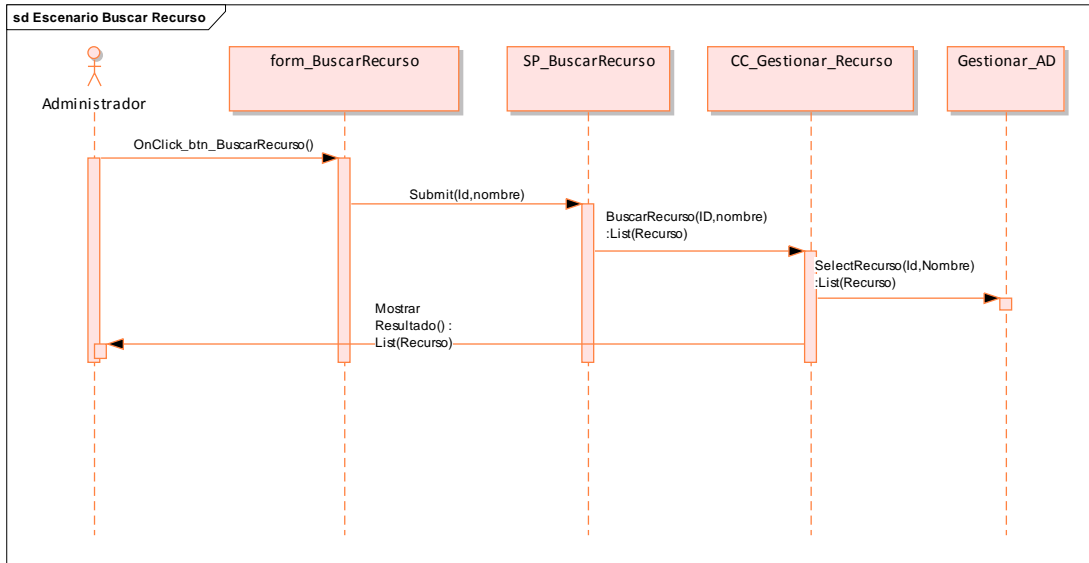 sd Escenario Buscar Recurso
form_BuscarRecurso
SP_BuscarRecurso
CC_Gestionar_Recurso
Gestionar_AD
Administrador
OnClick_btn_BuscarRecurso()
Submit(Id,nombre)
BuscarRecurso(ID,nombre)
:List(Recurso)
SelectRecurso(Id,Nombre)
:List(Recurso)
Mostrar
Resultado() :
List(Recurso)